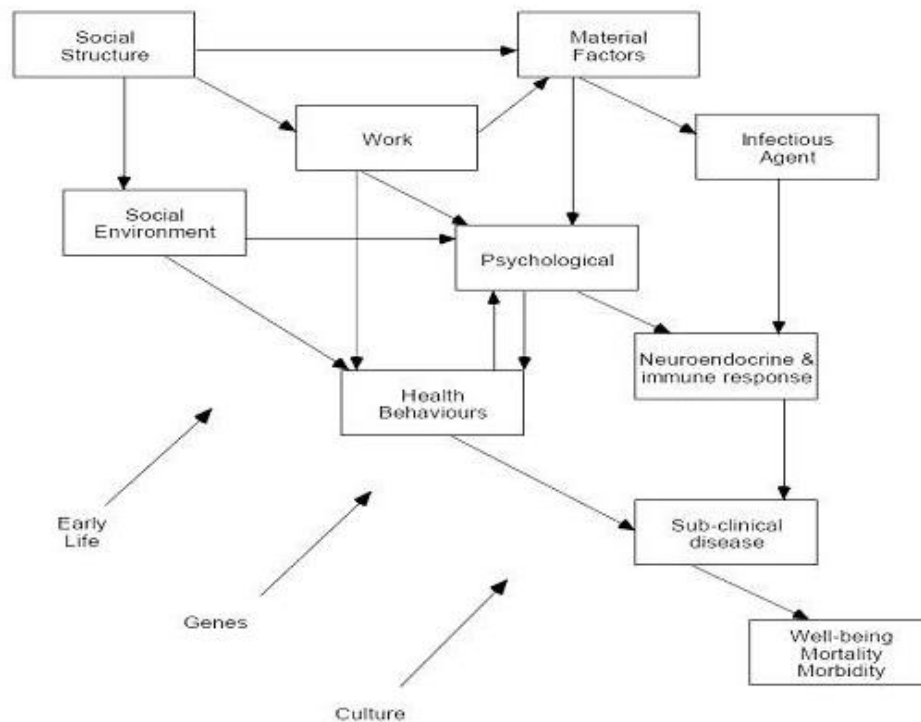 Social
Structure
Material
Factors
Work
Infectious
Agent
Social
Environment
Psychological
Neuroendocrine &
immune response
Health
Behaviours
Early
Life
Sub-clinical
disease
Genes
Well-being
Mortality
Morbidity
Culture